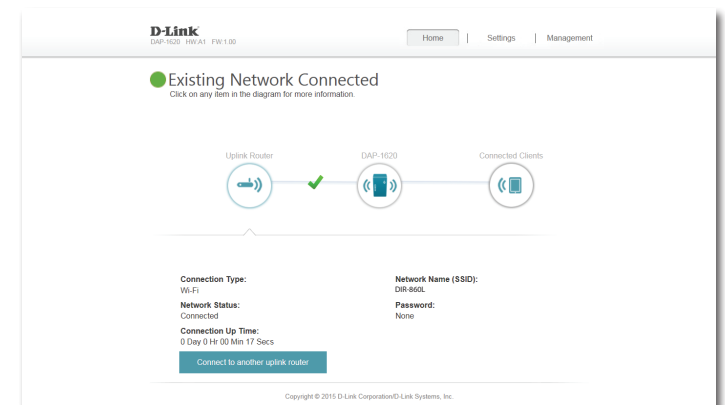 D-Link
DAP-1620 HW:A1 FW:1.00
Home | Settings | Management
Existing Network Connected
Click on any item in the diagram for more information.
Uplink Router DAP-1620 Connected Clients
Connection Type: Network Name (SSID):
Wi-Fi DIR-860L
Network Status: Password:
Connected None
Connection Up Time:
0 Day 0 Hr 00 Min 17 Secs
Connect to another uplink router
Copyright © 2015 D-Link Corporation/D-Link Systems, Inc.